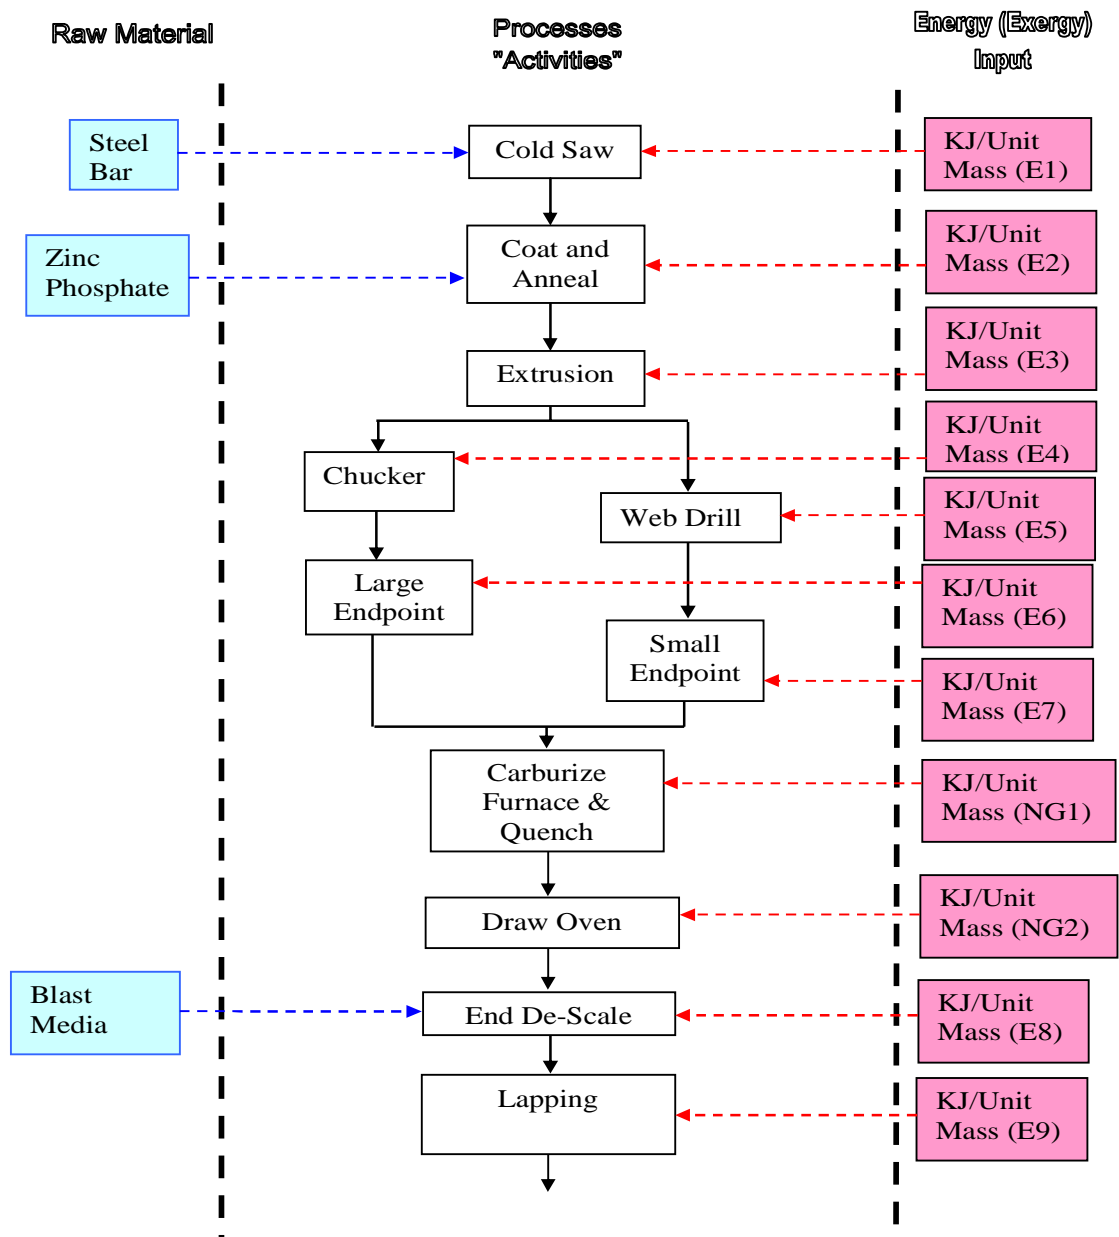 Raw Material
Processes
"Activities"
Energy (Exergy)
Input
Steel
Bar
Cold Saw
KJ/Unit
Mass (E1)
Zinc
Phosphate
Coat and
Anneal
KJ/Unit
Mass (E2)
Extrusion
KJ/Unit
Mass (E3)
Chucker
KJ/Unit
Mass (E4)
Web Drill
KJ/Unit
Mass (E5)
Large
Endpoint
KJ/Unit
Mass (E6)
Small
Endpoint
KJ/Unit
Mass (E7)
Carburize
Furnace &
Quench
KJ/Unit
Mass (NG1)
Draw Oven
KJ/Unit
Mass (NG2)
Blast
Media
End De-Scale
KJ/Unit
Mass (E8)
Lapping
KJ/Unit
Mass (E9)